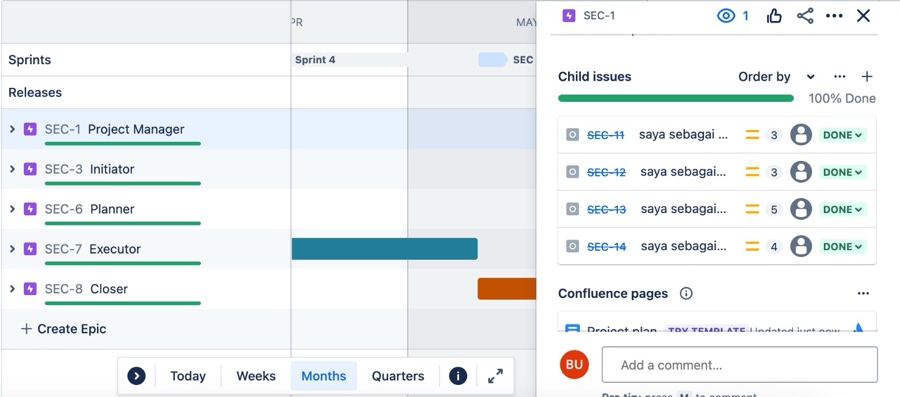 PR
MAY
Sprints
Sprint 4
SEC
Releases
SEC-1 Project Manager
SEC-3 Initiator
SEC-6 Planner
SEC-7 Executor
SEC-8 Closer
+ Create Epic
Today
Weeks
Months
Quarters
SEC-1
1
Child issues
Order by
100% Done
SEC-11 saya sebagai ... 3 DONE
SEC-12 saya sebagai... 3 DONE
SEC-13 saya sebagai... 5 DONE
SEC-14 saya sebagai... 4 DONE
Confluence pages
Project plan TRY TEMPLATE Updated just now
BU
Add a comment...
Pro tip: press M to comment